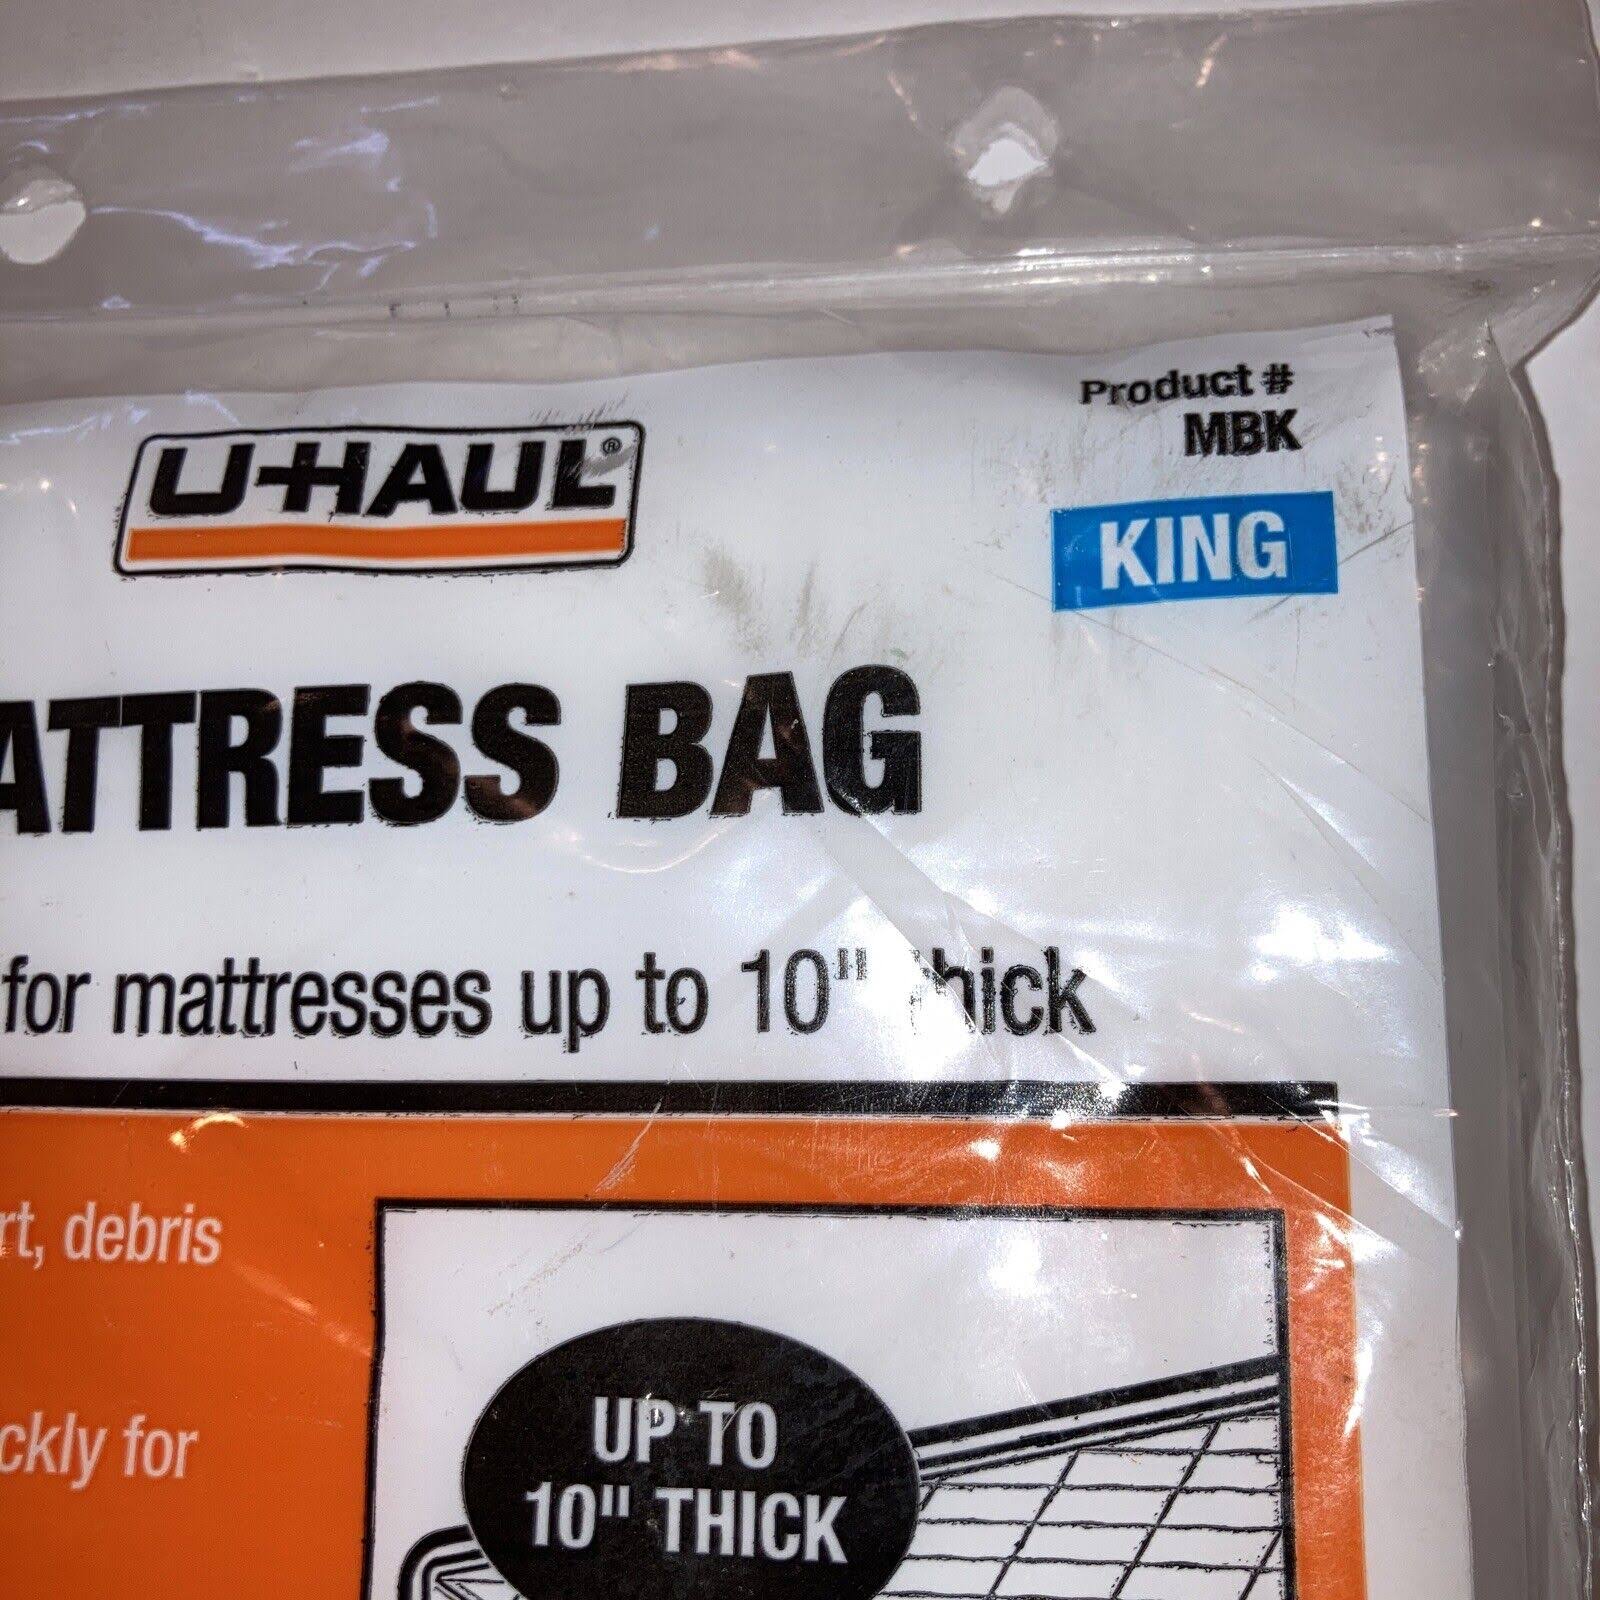 Product #
MBK
U-HAUL®
KING
ATTRESS BAG
for mattresses up to 10" thick
rt, debris
ckly for
UP TO
10" THICK